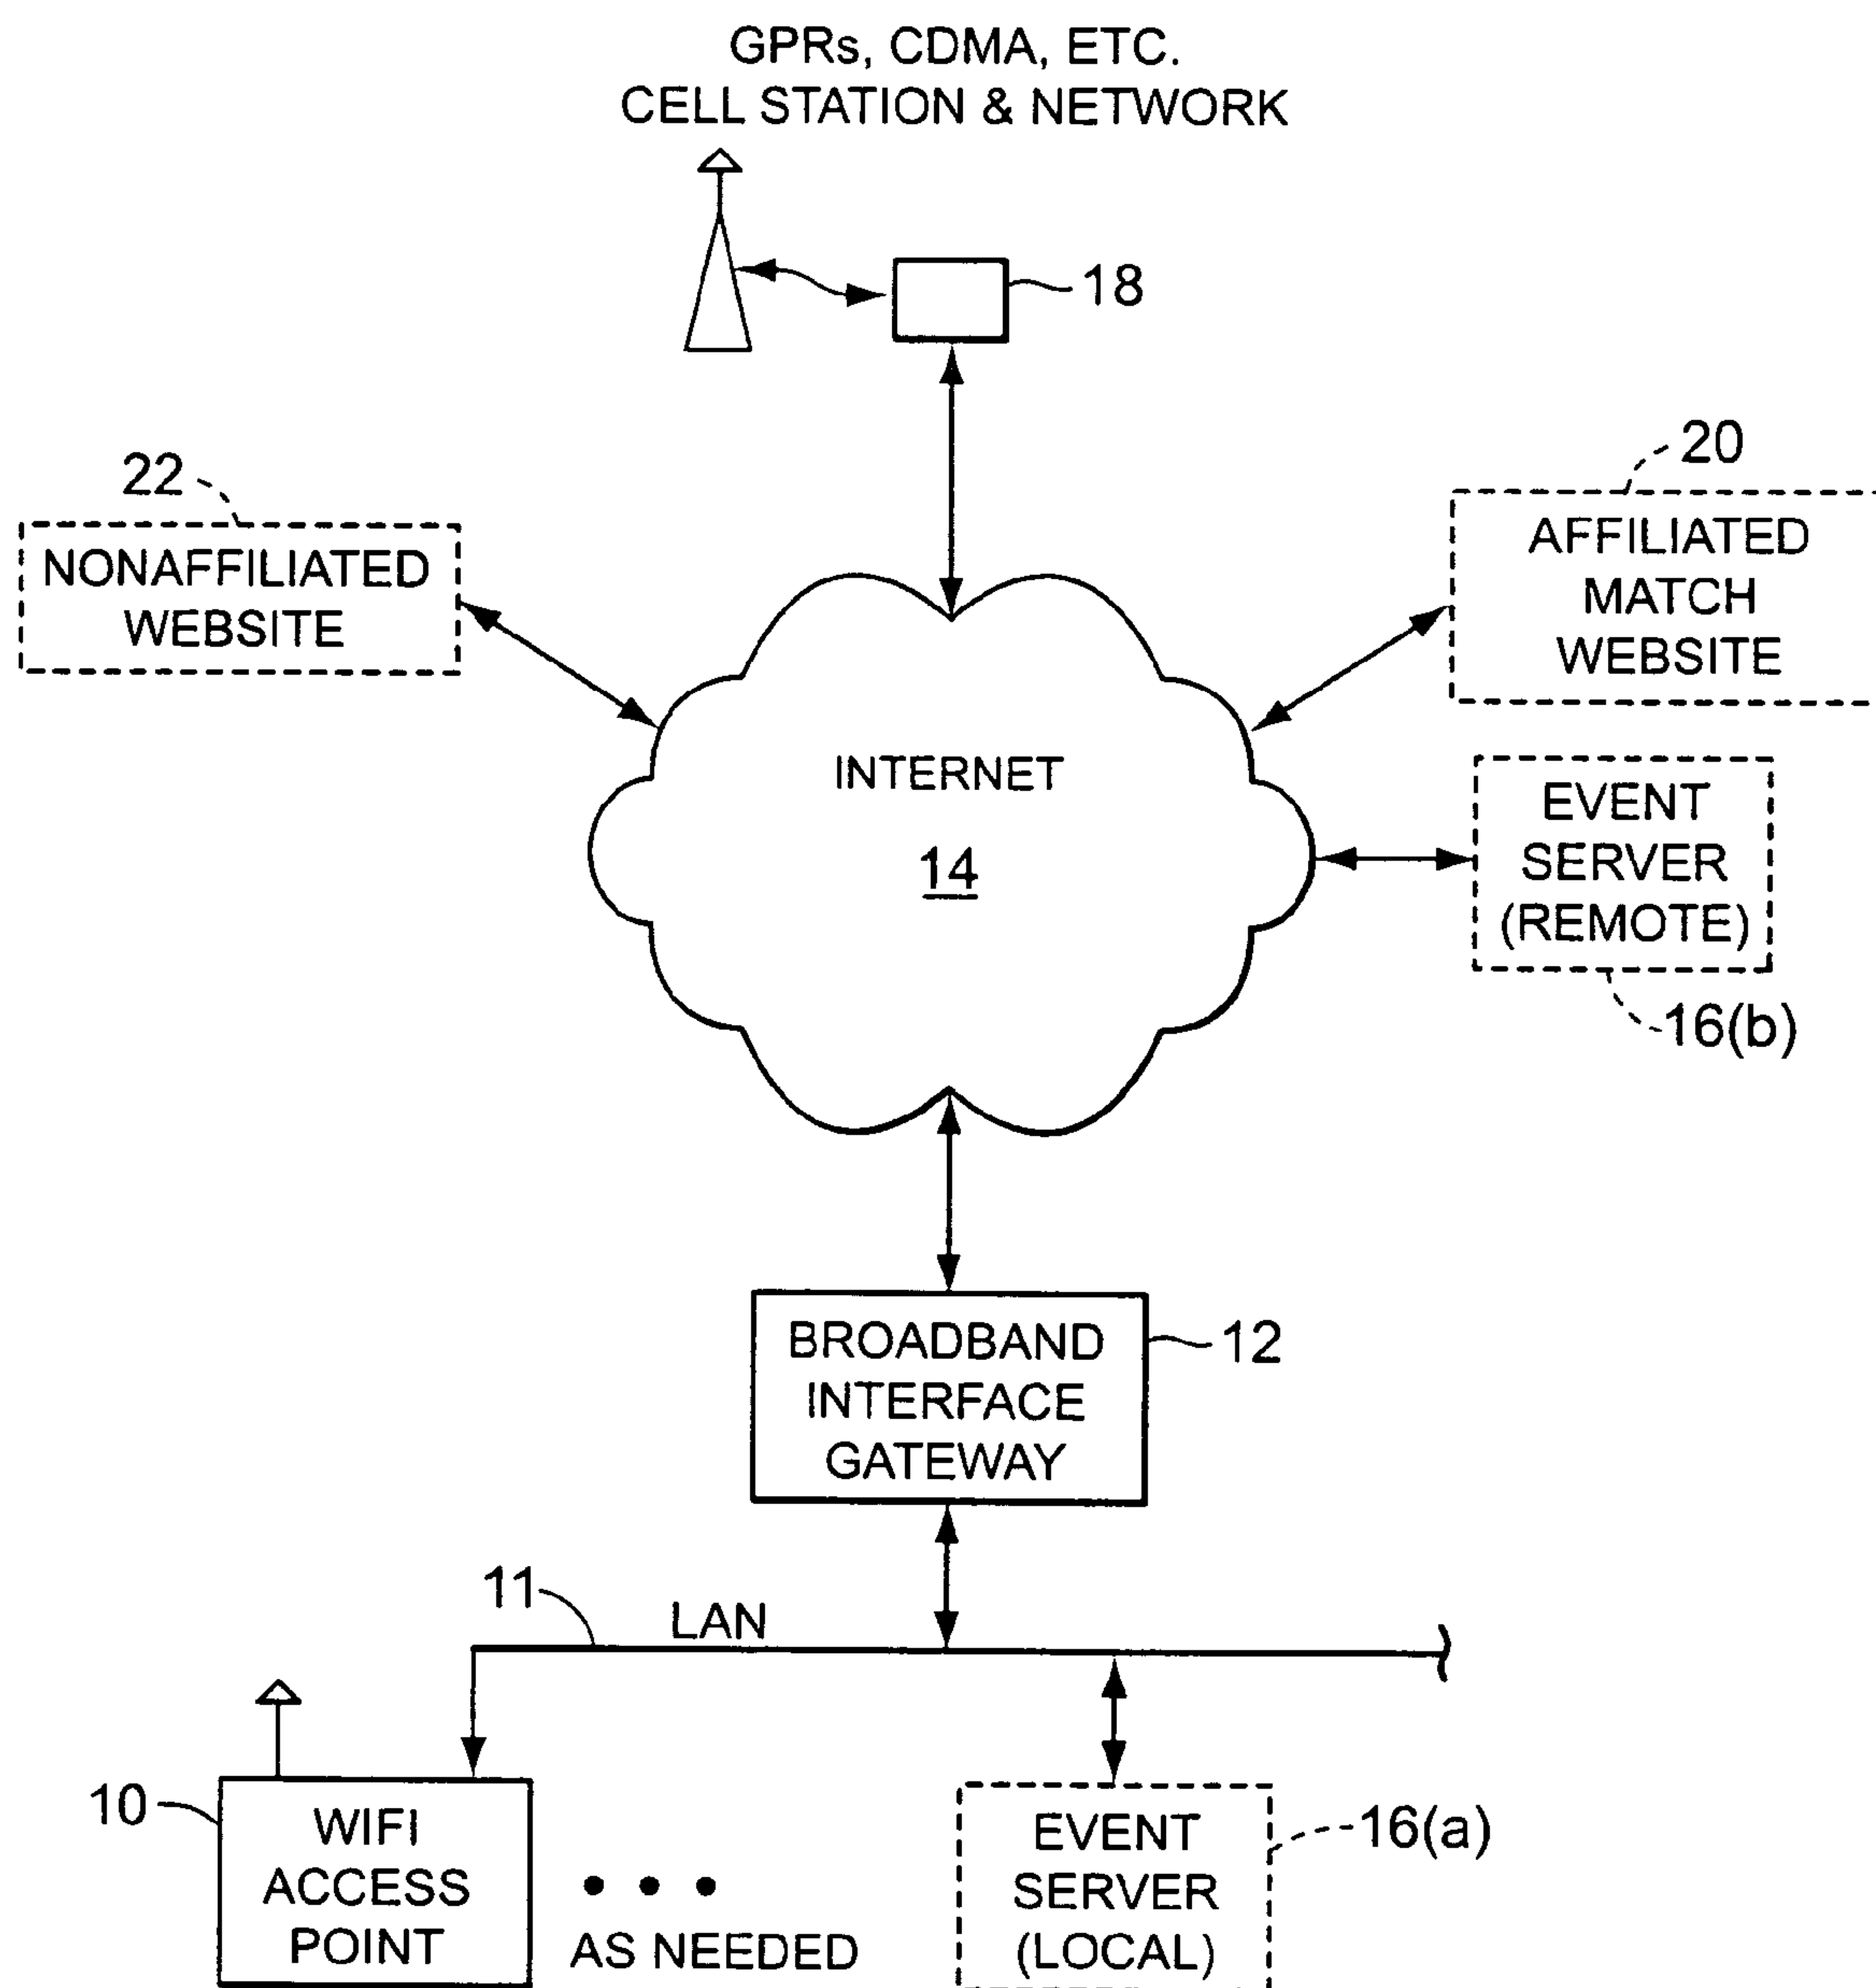 GPRs, CDMA, ETC.
CELL STATION & NETWORK
18
22
20
NONAFFILIATED
WEBSITE
AFFILIATED
MATCH
WEBSITE
INTERNET
14
EVENT
SERVER
(REMOTE)
16(b)
BROADBAND
INTERFACE
GATEWAY
12
11
LAN
10
WIFI
ACCESS
POINT
• • •
AS NEEDED
EVENT
SERVER
(LOCAL)
16(a)